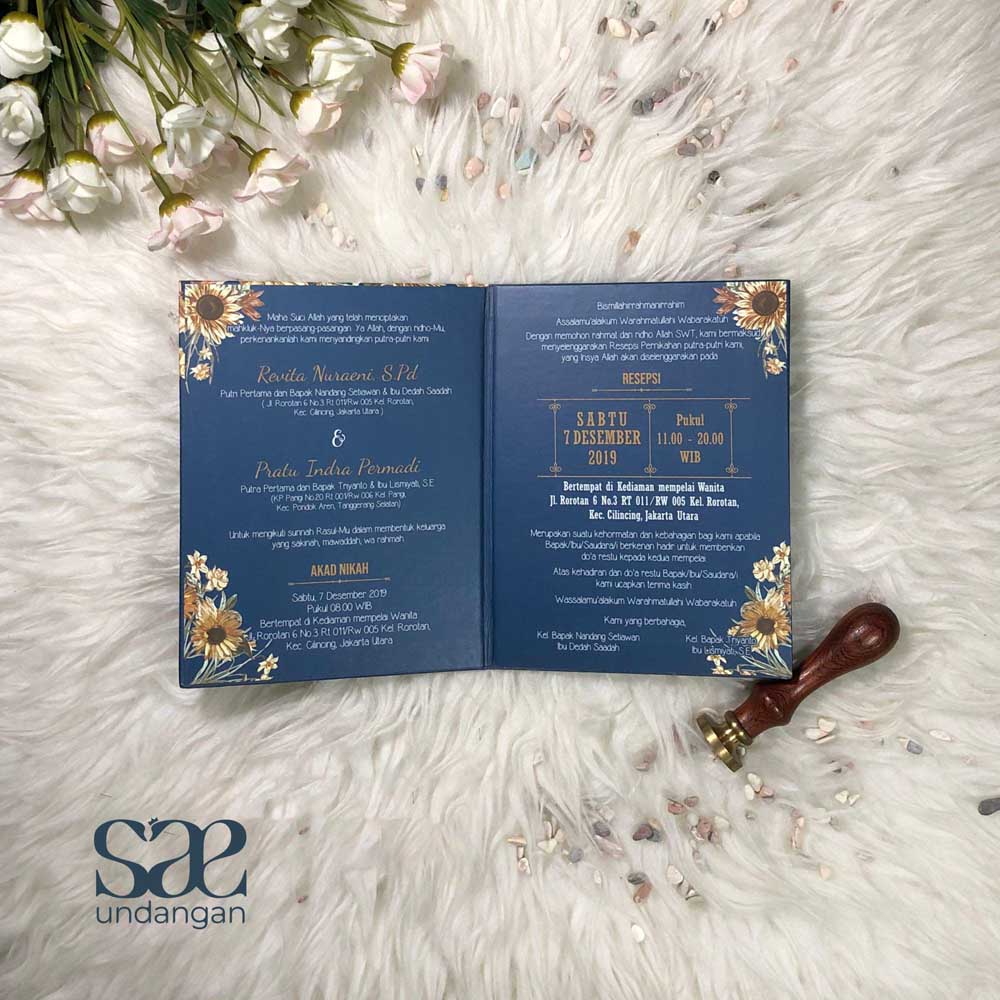 Maha Suci Allah yang telah menciptakan
mahkluk-Nya berpasang-pasangan. Ya Allah, dengan ridho-Mu,
perkenankanlah kami menyandingkan putra-putri kami
Revita Nuraeni, S.Pd
Putri Pertama dari Bapak Nandang Setiawan & Ibu Dedah Saadah
( Jl. Rorotan 6 No.3 Rt 011/Rw 005 Kel. Rorotan,
Kec. Cilincing, Jakarta Utara )
&
Pratu Indra Permadi
Putra Pertama dari Bapak Triyanto & Ibu Lismiyati, S.E
(KP Parigi No.20 Rt 001/Rw 006 Kel. Parigi,
Kec. Pondok Aren, Tanggerang Selatan)
Untuk mengikuti sunnah Rasul-Mu dalam membentuk keluarga
yang sakinah, mawaddah, wa rahmah.
AKAD NIKAH
Sabtu, 7 Desember 2019
Pukul 08.00 WIB
Bertempat di Kediaman mempelai Wanita
Jl. Rorotan 6 No.3 RT 011/RW 005 Kel. Rorotan,
Kec. Cilincing, Jakarta Utara
Bismillahirrahmanirrahim
Assalamu'alaikum Warahmatullahi Wabarakatuh
Dengan memohon rahmat dan ridho Allah SWT, kami bermaksud
menyelenggarakan Resepsi Pernikahan putra-putri kami,
yang Insya Allah akan diselenggarakan pada
RESEPSI
SABTU
7 DESEMBER
2019
Pukul
11.00 - 20.00
WIB
Bertempat di Kediaman mempelai Wanita
Jl. Rorotan 6 No.3 RT 011/RW 005 Kel. Rorotan,
Kec. Cilincing, Jakarta Utara
Merupakan suatu kehormatan dan kebahagian bagi kami apabila
Bapak/Ibu/Saudara/i berkenan hadir untuk memberikan
do'a restu kepada kedua mempelai.
Atas kehadiran dan do'a restu Bapak/Ibu/Saudara/i
kami ucapkan terima kasih.
Wassalamu'alaikum Warahmatullahi Wabarakatuh
Kami yang berbahagia,
Kel. Bapak Nandang Setiawan
Ibu Dedah Saadah
Kel. Bapak Triyanto
Ibu Lismiyati, S.E
sae
undangan